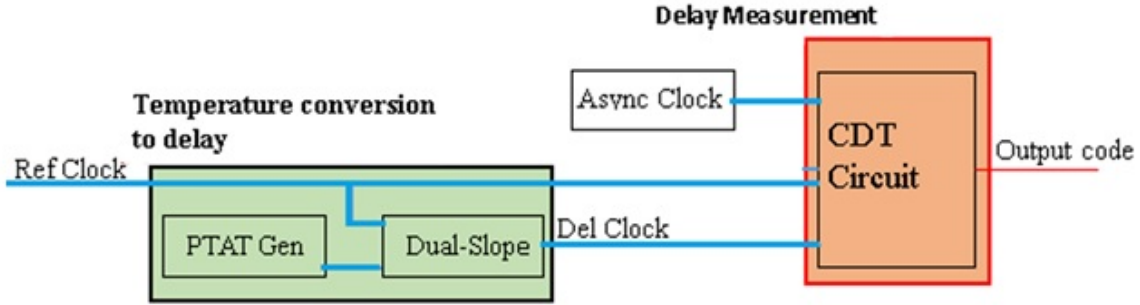 Delay Measurement
Async Clock
Temperature conversion
to delay
CDT
Circuit
Output code
Ref Clock
PTAT Gen
Dual-Slope
Del Clock